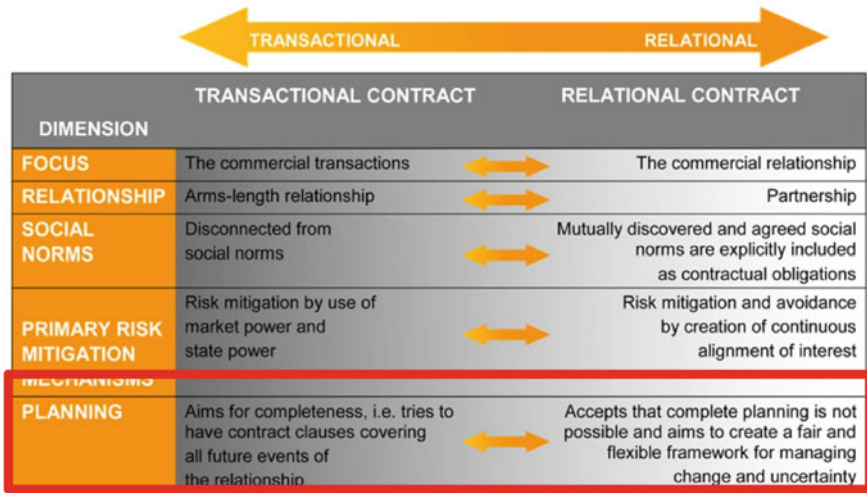 TRANSACTIONAL RELATIONAL
TRANSACTIONAL CONTRACT RELATIONAL CONTRACT
DIMENSION
FOCUS The commercial transactions The commercial relationship
RELATIONSHIP Arms-length relationship Partnership
SOCIAL NORMS
Disconnected from
social norms
Mutually discovered and agreed social
norms are explicitly included
as contractual obligations
PRIMARY RISK
MITIGATION
MECHANISMS
Risk mitigation by use of
market power and
state power
Risk mitigation and avoidance
by creation of continuous
alignment of interest
PLANNING
Aims for completeness, i.e. tries to
have contract clauses covering
all future events of
the relationship
Accepts that complete planning is not
possible and aims to create a fair and
flexible framework for managing
change and uncertainty